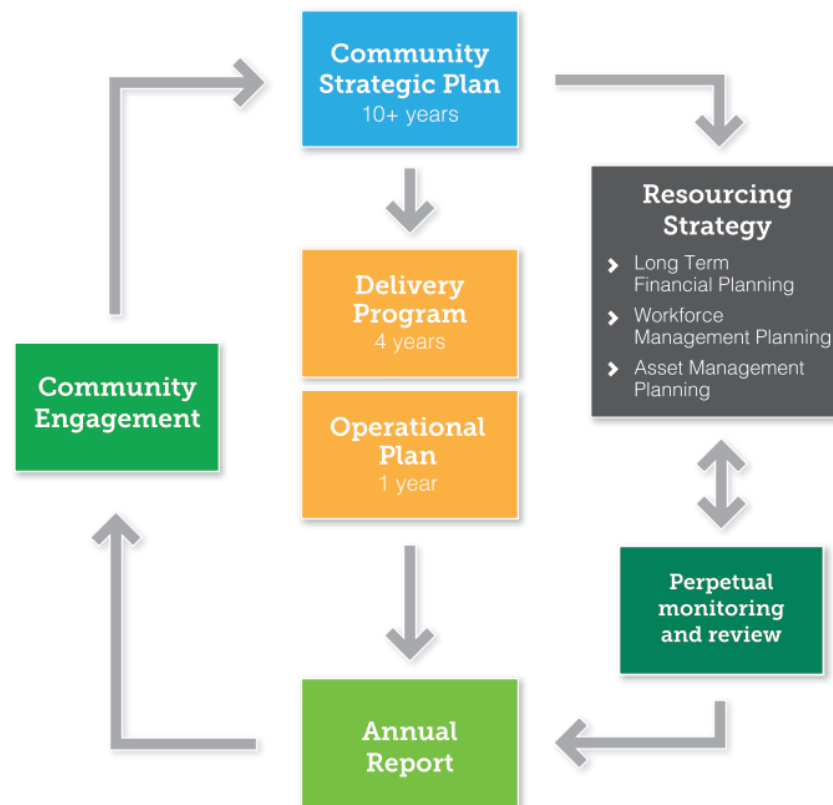 Community
Strategic Plan
10+ years
Resourcing
Strategy
Long Term
Financial Planning
Workforce
Management Planning
Asset Management
Planning
Delivery
Program
4 years
Community
Engagement
Operational
Plan
1 year
Perpetual
monitoring
and review
Annual
Report